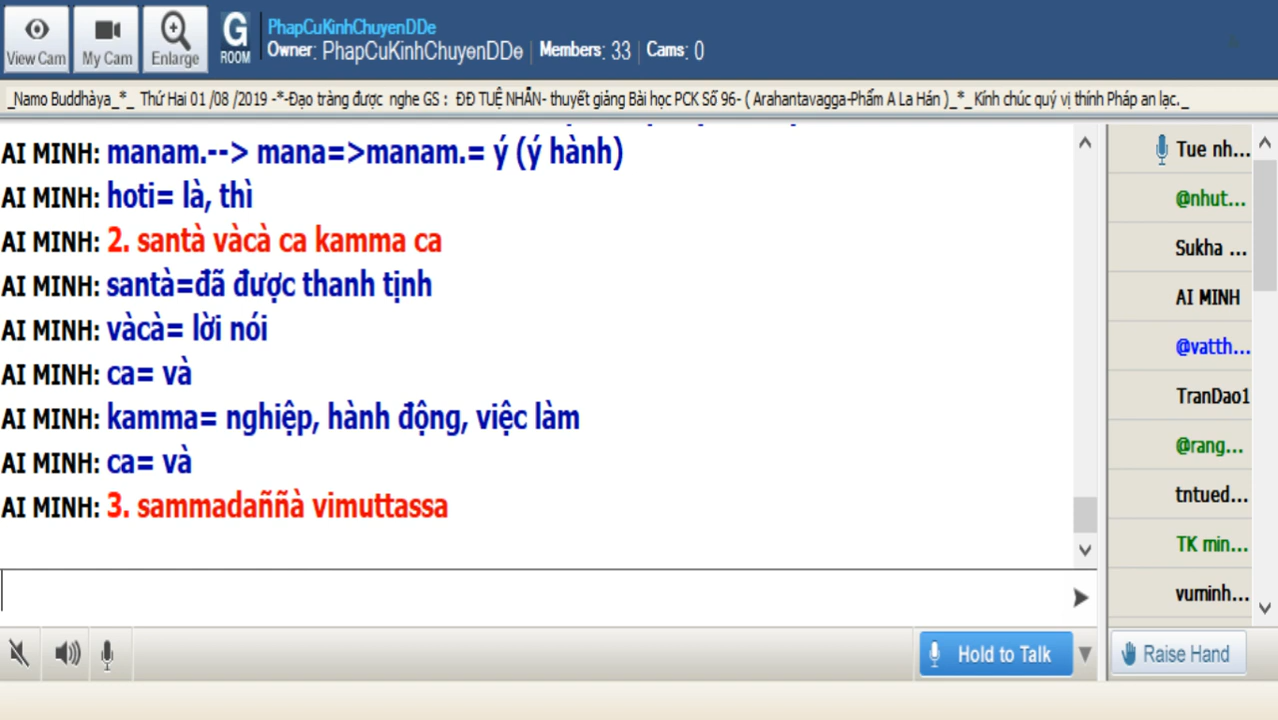 View Cam
My Cam
Enlarge
G
ROOM
PhapCuKinhChuyenDDe
Owner: PhapCuKinhChuyenDDe | Members: 33 | Cams: 0
_Namo Buddhàya_*_ Thứ Hai 01 /08 /2019 -*-Đạo tràng được nghe GS : ĐĐ TUỆ NHẪN- thuyết giảng Bài học PCK Số 96- ( Arahantavagga-Phẩm A La Hán )_*_Kính chúc quý vị thính Pháp an lạc._
AI MINH: manam.--> mana=>manam.= ý (ý hành)
AI MINH: hoti= là, thì
AI MINH: 2. santà vàcà ca kamma ca
AI MINH: santà=đã được thanh tịnh
AI MINH: vàcà= lời nói
AI MINH: ca= và
AI MINH: kamma= nghiệp, hành động, việc làm
AI MINH: ca= và
AI MINH: 3. sammadaññà vimuttassa
Tue nh...
@nhut...
Sukha ...
AI MINH
@vatth...
TranDao1
@rang...
tntued...
TK min...
vuminh...
Hold to Talk
Raise Hand